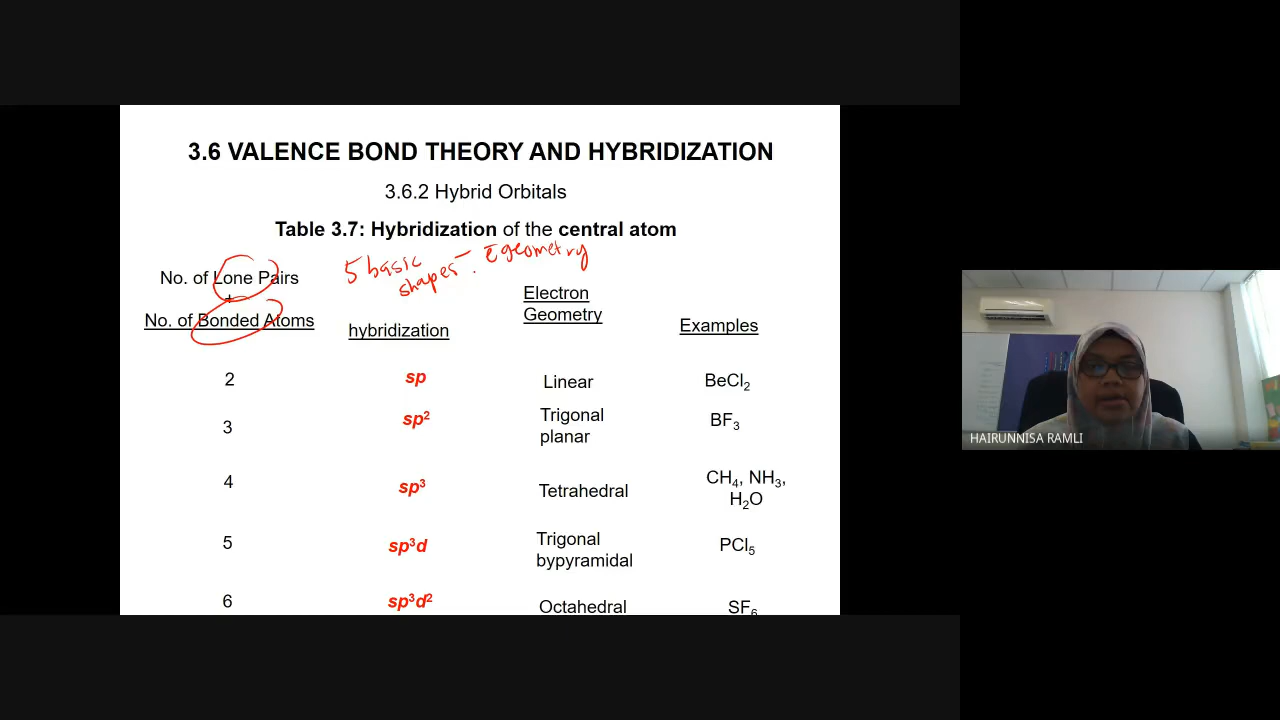 3.6 VALENCE BOND THEORY AND HYBRIDIZATION
3.6.2 Hybrid Orbitals
Table 3.7: Hybridization of the central atom
5 basic shapes - ē geometry
No. of Lone Pairs
+
No. of Bonded Atoms
hybridization
Electron
Geometry
Examples
2 sp Linear BeCl₂
3 sp² Trigonal
planar BF₃
4 sp³ Tetrahedral CH₄, NH₃,
H₂O
5 sp³d Trigonal
bypyramidal PCl₅
6 sp³d² Octahedral SF₆
HAIRUNNISA RAMLI